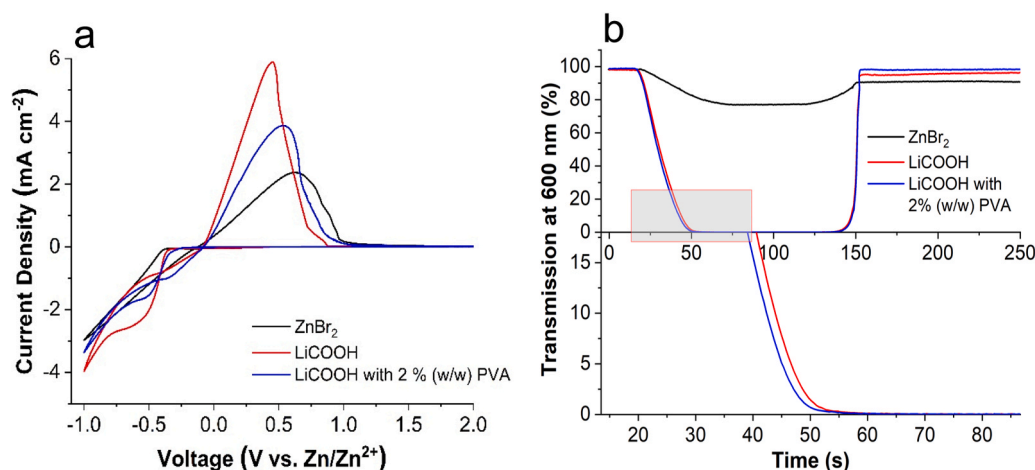 a
6
4
2
0
-2
-4
Current Density (mA cm-2)
-1.0 -0.5 0.0 0.5 1.0 1.5 2.0
Voltage (V vs. Zn/Zn2+)
ZnBr2
LiCOOH
LiCOOH with 2 % (w/w) PVA
b
100
80
60
40
20
0
15
10
5
0
Transmission at 600 nm (%)
ZnBr2
LiCOOH
LiCOOH with
2% (w/w) PVA
0 50 100 150 200 250
20 30 40 50 60 70 80
Time (s)